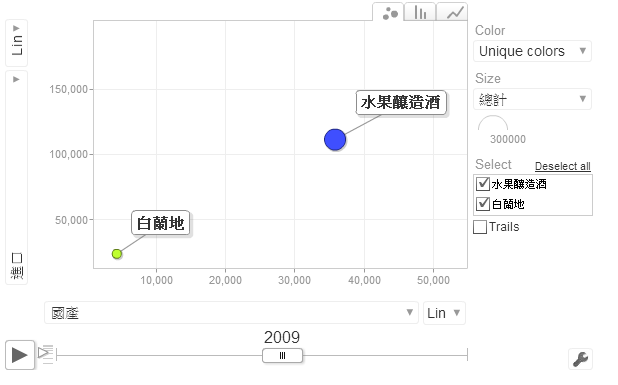 Lin
150,000
100,000
50,000
進口
水果釀造酒
白蘭地
10,000
20,000
30,000
40,000
50,000
國產
Lin
2009
Color
Unique colors
Size
總計
300000
Select Deselect all
水果釀造酒
白蘭地
Trails